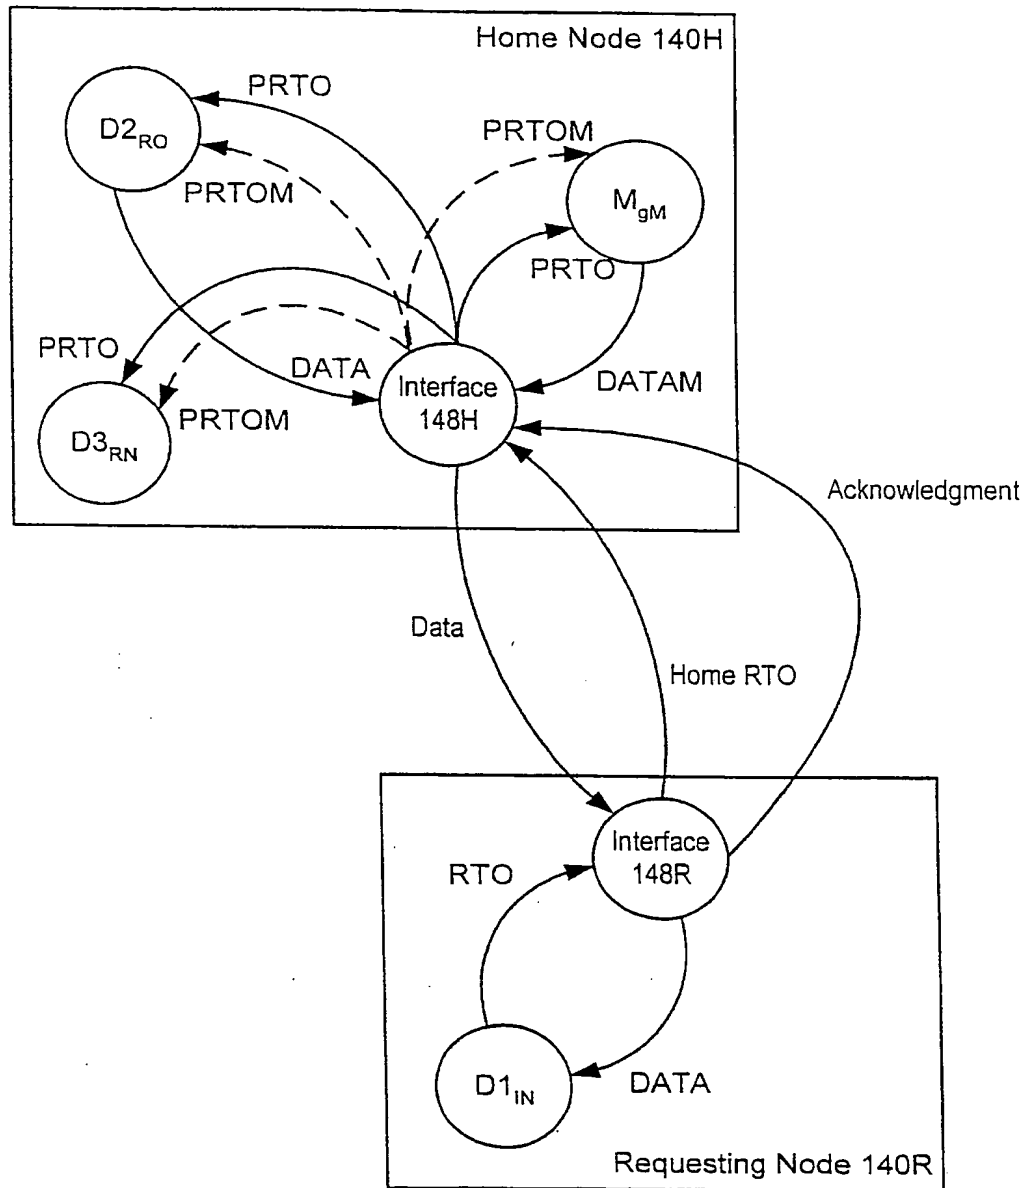 Home Node 140H
PRTO
D2RO
PRTOM
PRTOM
MgM
PRTO
PRTO
DATA
Interface
148H
DATAM
PRTOM
D3RN
Acknowledgment
Data
Home RTO
Interface
148R
RTO
D1IN
DATA
Requesting Node 140R